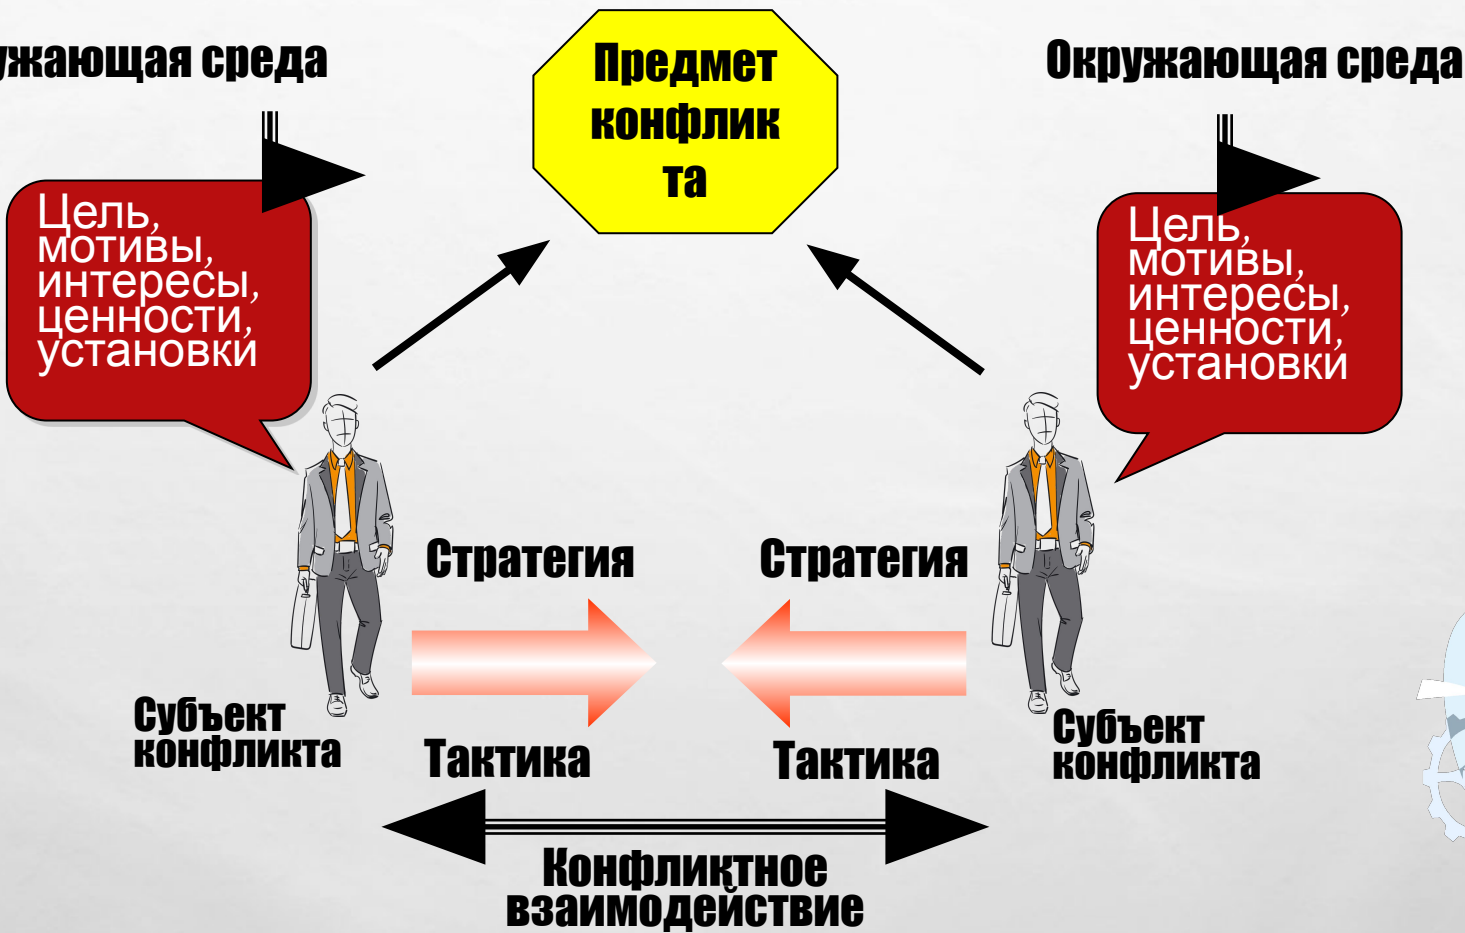 ужающая среда
Предмет
конфлик
та
Окружающая среда
Цель,
мотивы,
интересы,
ценности,
установки
Цель,
мотивы,
интересы,
ценности,
установки
Стратегия
Стратегия
Субъект
конфликта
Тактика
Тактика
Субъект
конфликта
Конфликтное
взаимодействие